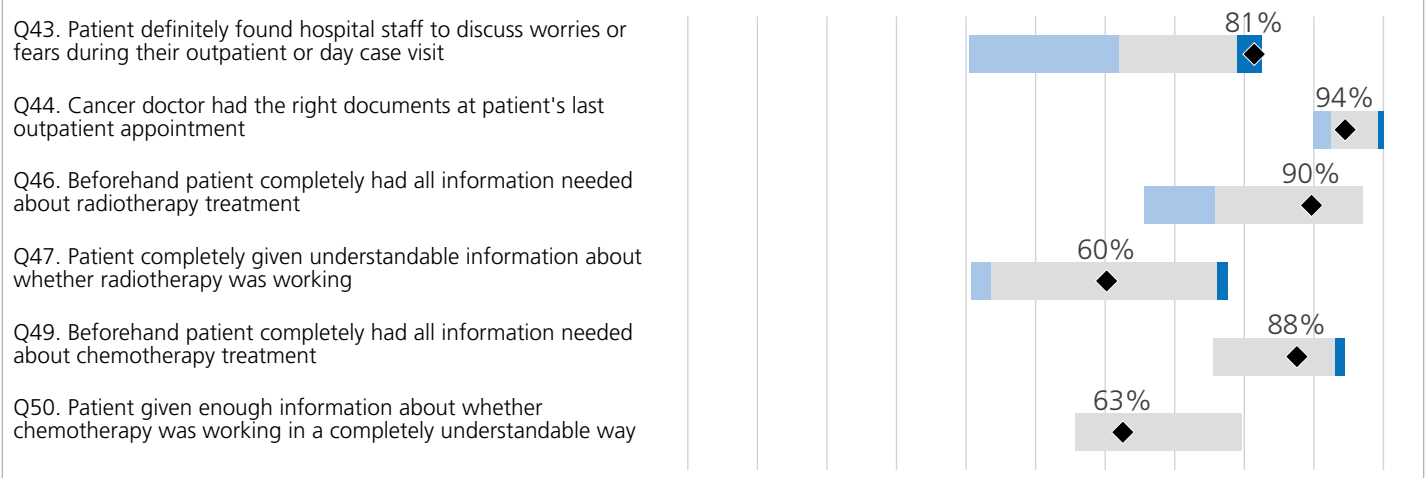 Q43. Patient definitely found hospital staff to discuss worries or
fears during their outpatient or day case visit
81%
Q44. Cancer doctor had the right documents at patient's last
outpatient appointment
94%
Q46. Beforehand patient completely had all information needed
about radiotherapy treatment
90%
Q47. Patient completely given understandable information about
whether radiotherapy was working
60%
Q49. Beforehand patient completely had all information needed
about chemotherapy treatment
88%
Q50. Patient given enough information about whether
chemotherapy was working in a completely understandable way
63%